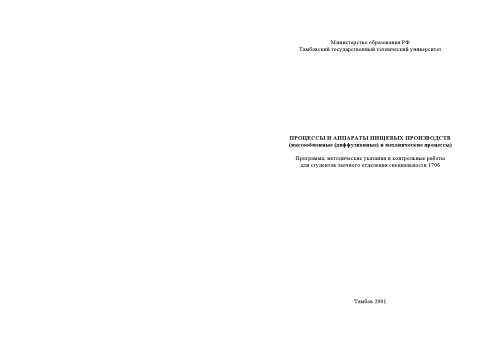 Министерство образования РФ
Тамбовский государственный технический университет
ПРОЦЕССЫ И АППАРАТЫ ПИЩЕВЫХ ПРОИЗВОДСТВ
(массообменные (диффузионные) и механические процессы)
Программа, методические указания и контрольные работы
для студентов заочного отделения специальности 1706
Тамбов 2001